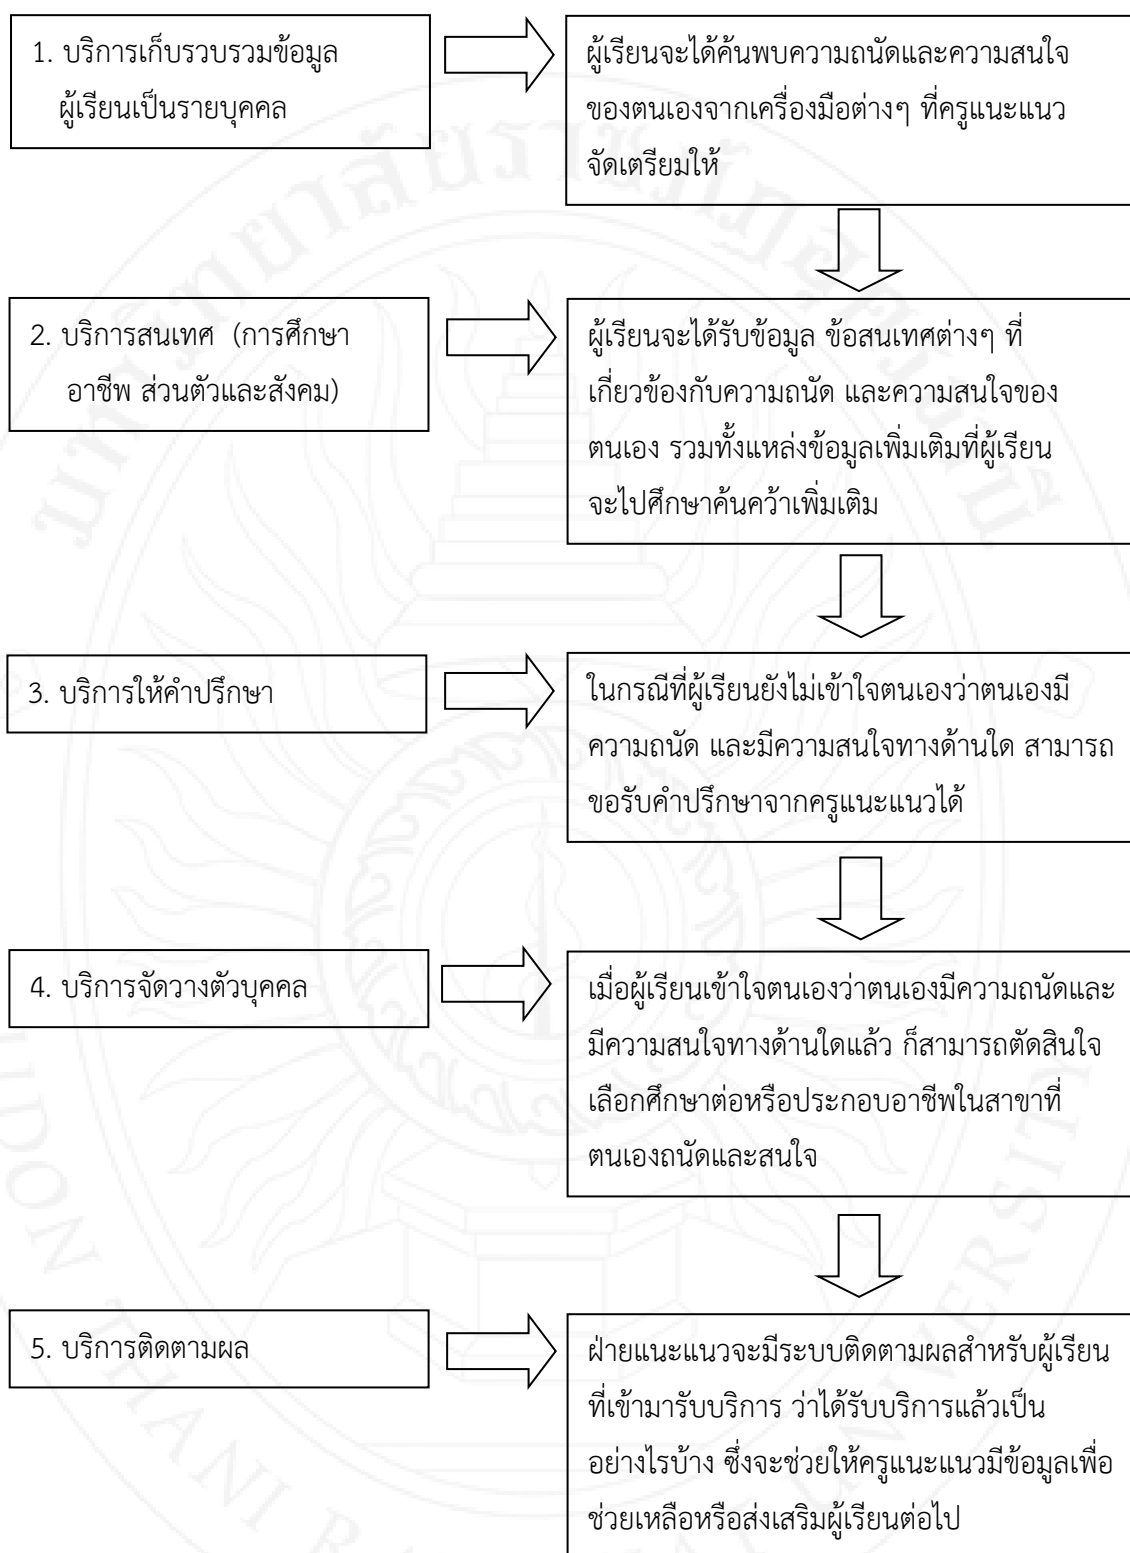 1. บริการเก็บรวบรวมข้อมูล
ผู้เรียนเป็นรายบุคคล
ผู้เรียนจะได้ค้นพบความถนัดและความสนใจ
ของตนเองจากเครื่องมือต่างๆ ที่ครูแนะแนว
จัดเตรียมให้
2. บริการสนเทศ (การศึกษา
อาชีพ ส่วนตัวและสังคม)
ผู้เรียนจะได้รับข้อมูล ข้อสนเทศต่างๆ ที่
เกี่ยวข้องกับความถนัด และความสนใจของ
ตนเอง รวมทั้งแหล่งข้อมูลเพิ่มเติมที่ผู้เรียน
จะไปศึกษาค้นคว้าเพิ่มเติม
3. บริการให้คำปรึกษา
ในกรณีที่ผู้เรียนยังไม่เข้าใจตนเองว่าตนเองมี
ความถนัด และมีความสนใจทางด้านใด สามารถ
ขอรับคำปรึกษาจากครูแนะแนวได้
4. บริการจัดวางตัวบุคคล
เมื่อผู้เรียนเข้าใจตนเองว่าตนเองมีความถนัดและ
มีความสนใจทางด้านใดแล้ว ก็สามารถตัดสินใจ
เลือกศึกษาต่อหรือประกอบอาชีพในสาขาที่
ตนเองถนัดและสนใจ
5. บริการติดตามผล
ฝ่ายแนะแนวจะมีระบบติดตามผลสำหรับผู้เรียน
ที่เข้ามารับบริการ ว่าได้รับบริการแล้วเป็น
อย่างไรบ้าง ซึ่งจะช่วยให้ครูแนะแนวมีข้อมูลเพื่อ
ช่วยเหลือหรือส่งเสริมผู้เรียนต่อไป
มหาวิทยาลัยราชภัฏอุดรธานี
UDON THANI R UNIVERSITY